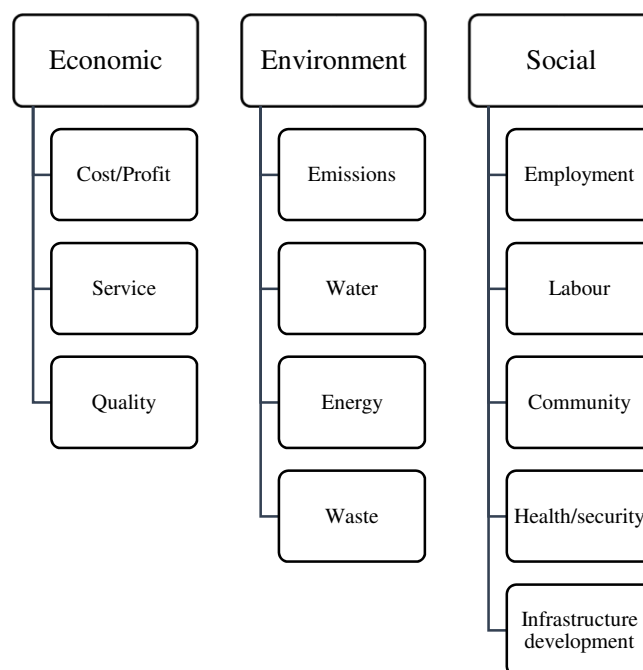 Economic
Cost/Profit
Service
Quality
Environment
Emissions
Water
Energy
Waste
Social
Employment
Labour
Community
Health/security
Infrastructure
development